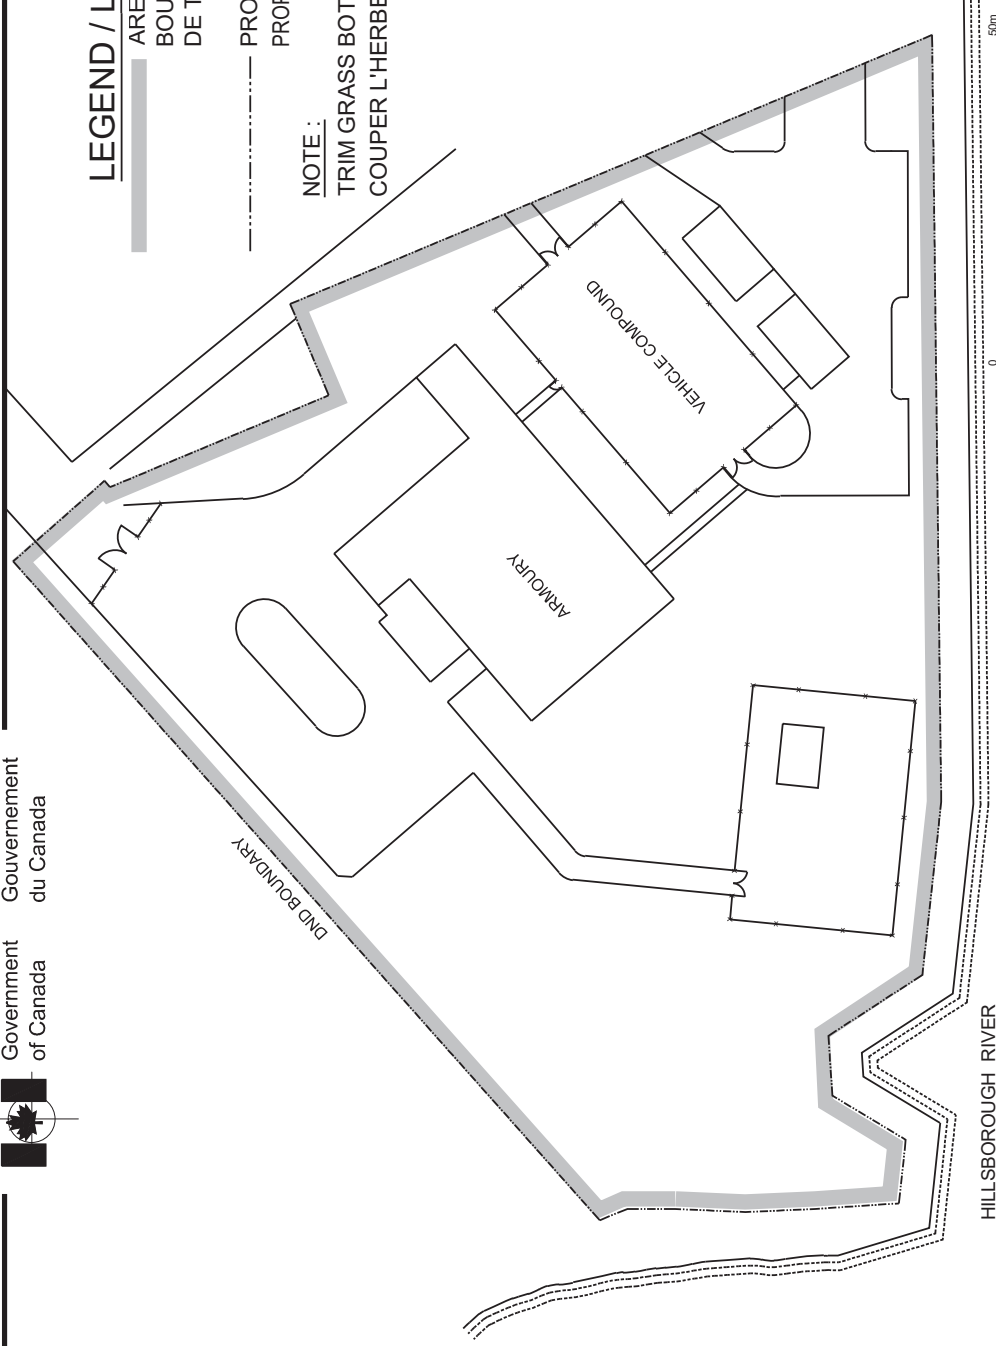 Government
of Canada
Gouvernement
du Canada
LEGEND / L
ARE
BOU
DE T
PRO
PROP
NOTE :
TRIM GRASS BOT
COUPER L'HERBE
VEHICLE COMPOUND
ARMOURY
DND BOUNDARY
HILLSBOROUGH RIVER
0
50m